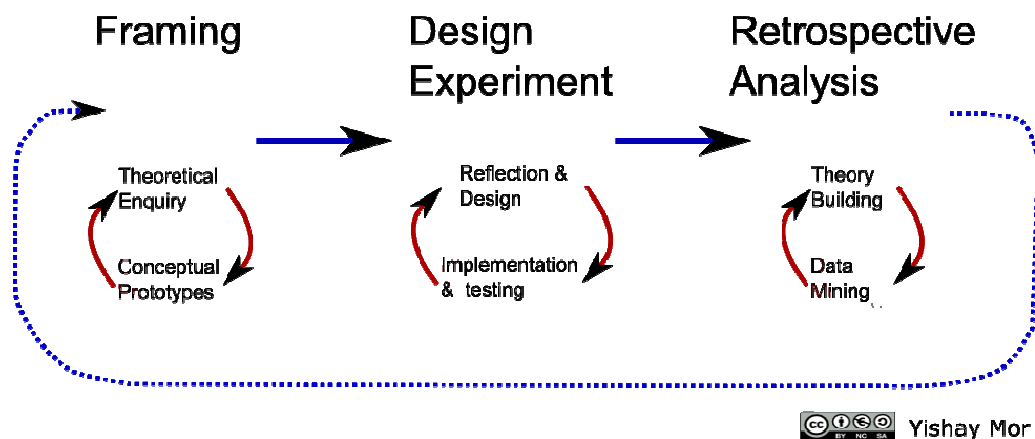 Framing
Design
Experiment
Retrospective
Analysis
Theoretical
Enquiry
Conceptual
Prototypes
Reflection &
Design
Implementation
& testing
Theory
Building
Data
Mining
cc BY NC SA
Yishay Mor